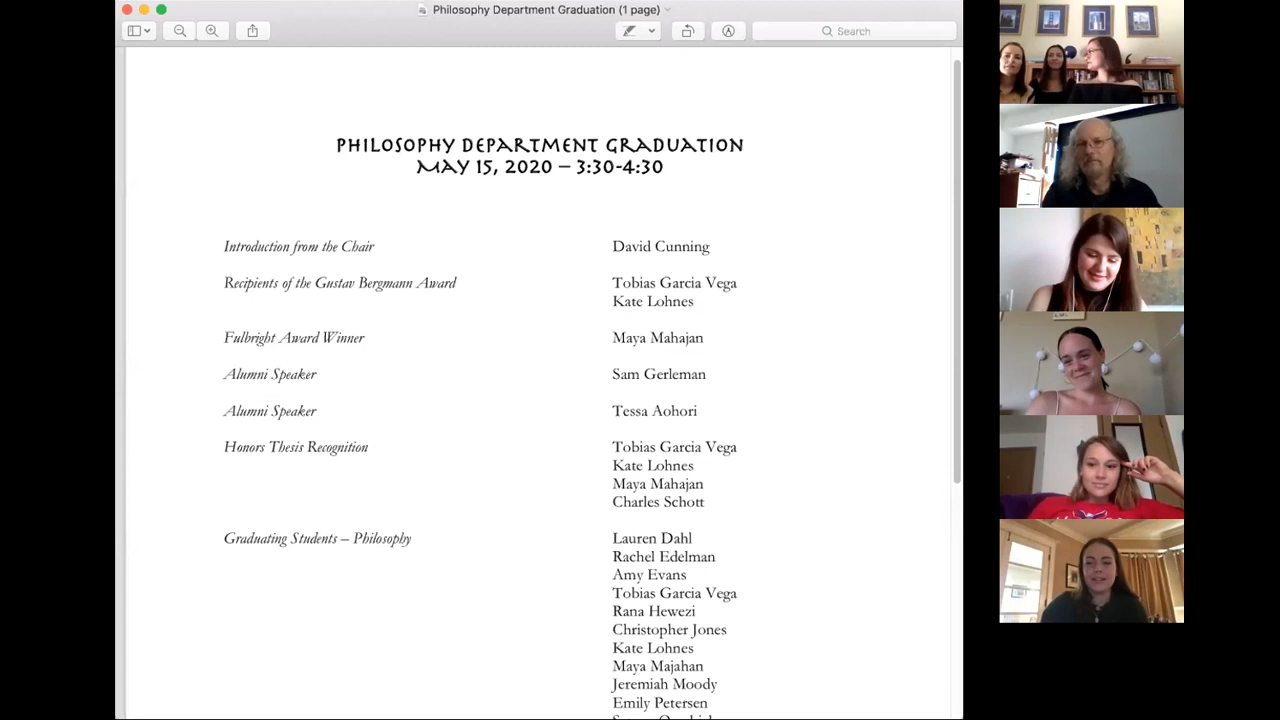 Philosophy Department Graduation (1 page)
Search
PHILOSOPHY DEPARTMENT GRADUATION
MAY 15, 2020 – 3:30-4:30
Introduction from the Chair David Cunning
Recipients of the Gustav Bergmann Award Tobias Garcia Vega
Kate Lohnes
Fulbright Award Winner Maya Mahajan
Alumni Speaker Sam Gerleman
Alumni Speaker Tessa Aohori
Honors Thesis Recognition Tobias Garcia Vega
Kate Lohnes
Maya Mahajan
Charles Schott
Graduating Students – Philosophy Lauren Dahl
Rachel Edelman
Amy Evans
Tobias Garcia Vega
Rana Hewezi
Christopher Jones
Kate Lohnes
Maya Majahan
Jeremiah Moody
Emily Petersen